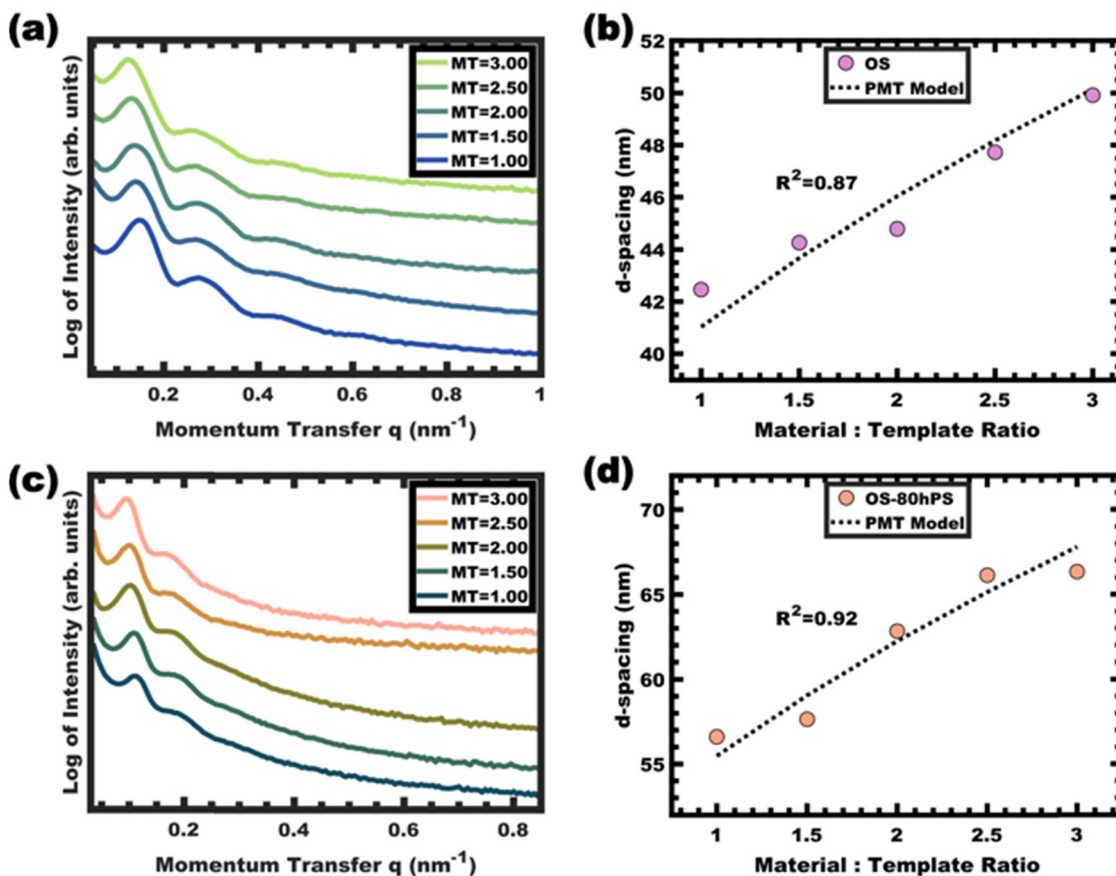 (a)
MT=3.00
MT=2.50
MT=2.00
MT=1.50
MT=1.00
Log of Intensity (arb. units)
0.2 0.4 0.6 0.8 1
Momentum Transfer q (nm⁻¹)
(b)
52
50
48
46
44
42
40
d-spacing (nm)
OS
PMT Model
R²=0.87
1 1.5 2 2.5 3
Material : Template Ratio
(c)
MT=3.00
MT=2.50
MT=2.00
MT=1.50
MT=1.00
Log of Intensity (arb. units)
0.2 0.4 0.6 0.8
Momentum Transfer q (nm⁻¹)
(d)
70
65
60
55
d-spacing (nm)
OS-80hPS
PMT Model
R²=0.92
1 1.5 2 2.5 3
Material : Template Ratio